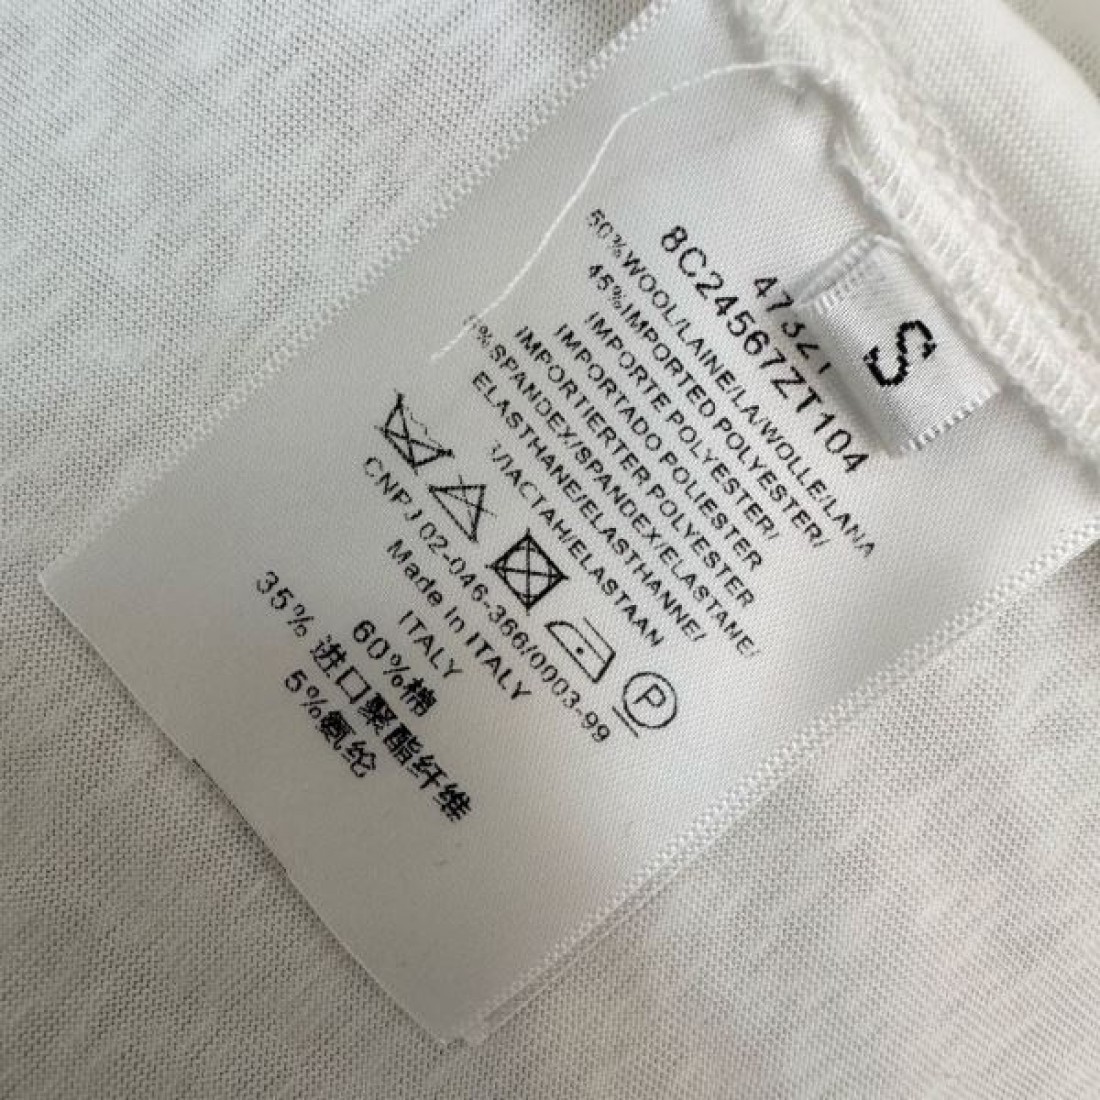 S
47321
8C24567ZT104
50%WOOL/LAINE/LA/WOLLE/LANA
45%IMPORTED POLYESTER/
IMPORTE POLYESTER/
IMPORTADO POLIESTER
IMPORTIERTER POLYESTER
5%SPANDEX/SPANDEX/ELASTANE/
ELASTHANE/ELASTHANNE/
/ELASTAAN
P
CNPJ 02-046-366/0003-99
Made in ITALY
ITALY
60%棉
35% 进口聚酯纤维
5%氨纶